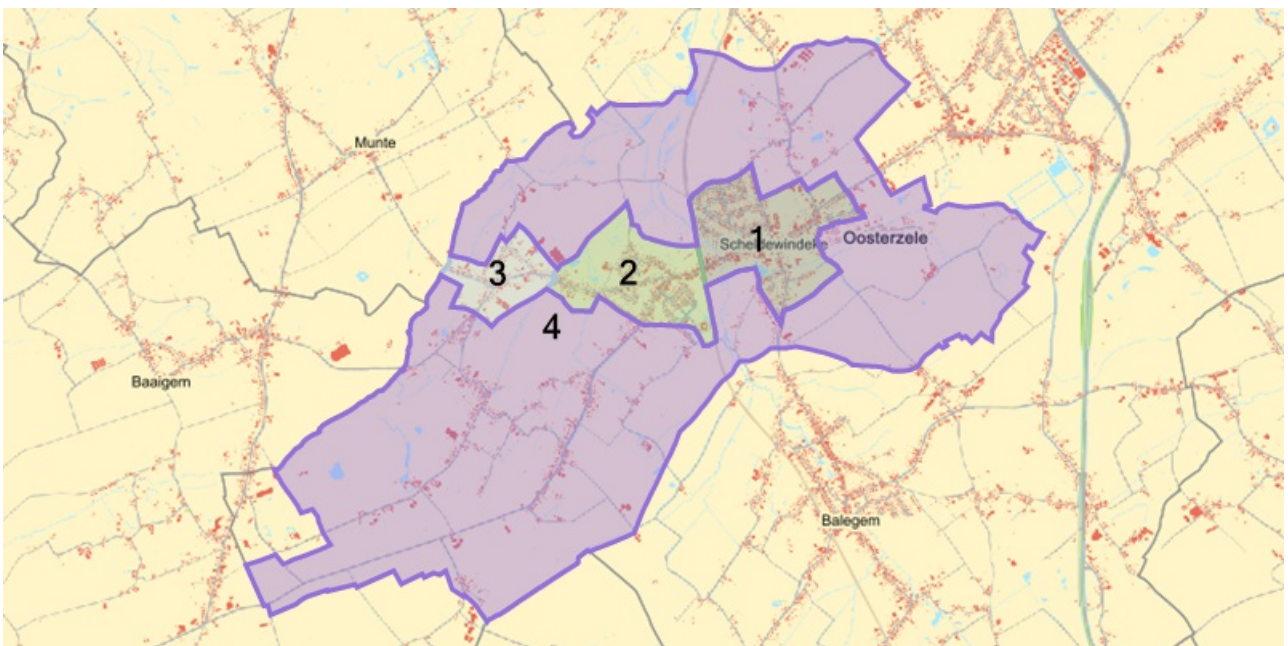 Munte
1
Scheldewindeke
Oosterzele
3
2
4
Baaigem
Balegem